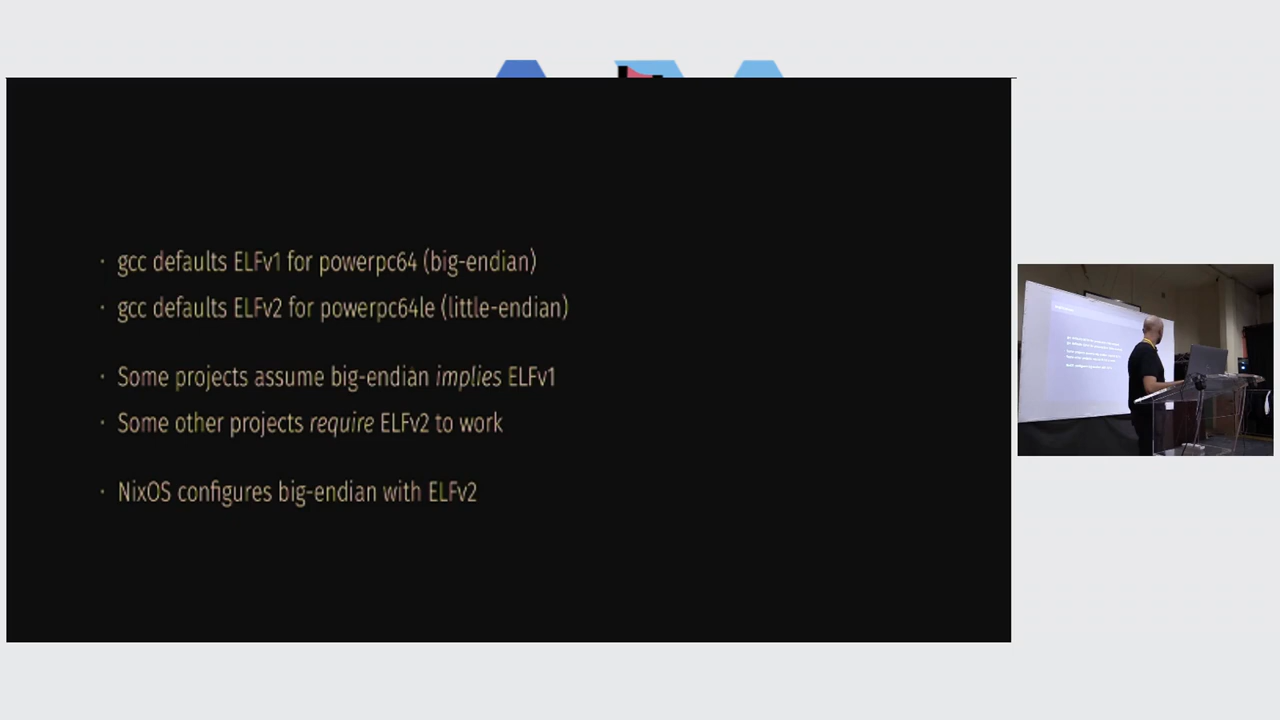 · gcc defaults ELFv1 for powerpc64 (big-endian)
· gcc defaults ELFv2 for powerpc64le (little-endian)
· Some projects assume big-endian implies ELFv1
· Some other projects require ELFv2 to work
· NixOS configures big-endian with ELFv2